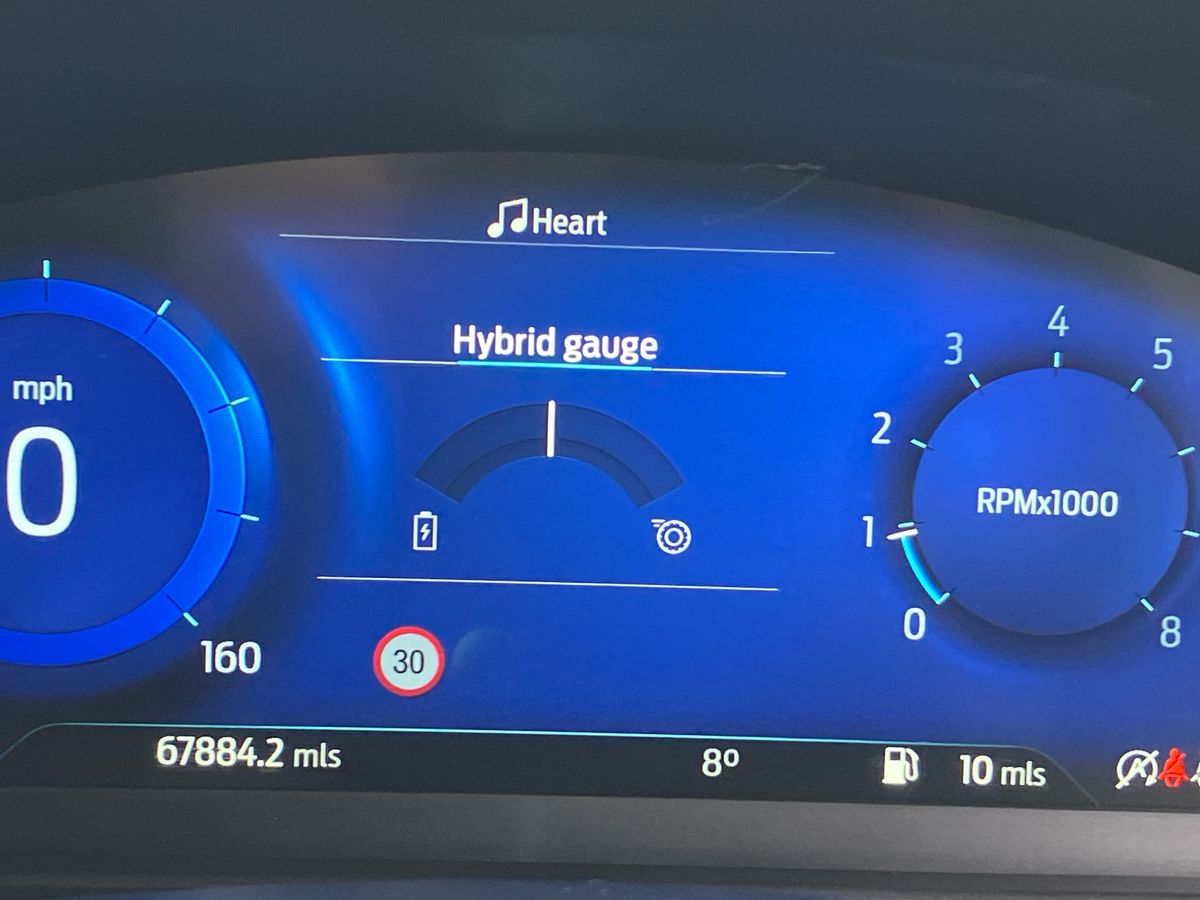 Heart
Hybrid gauge
mph
0
160
30
0
1
2
3
4
5
8
RPMx1000
67884.2 mls
8º
10 mls
A